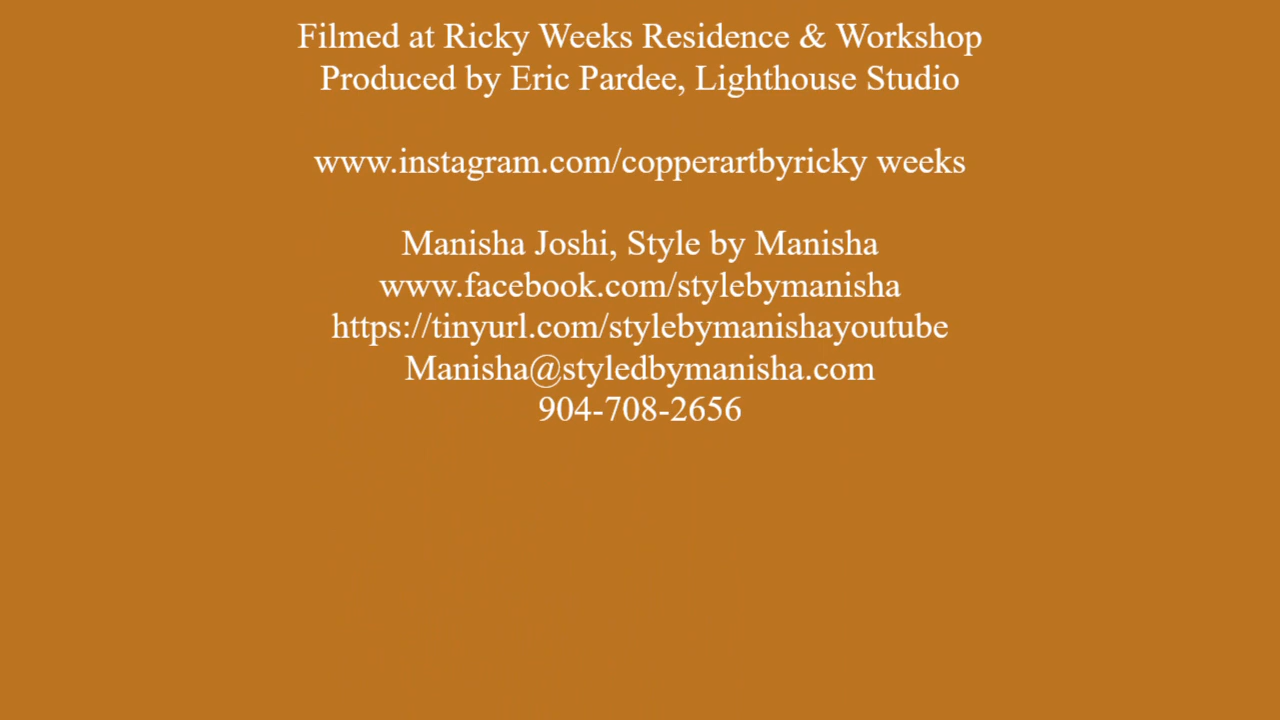 Filmed at Ricky Weeks Residence & Workshop
Produced by Eric Pardee, Lighthouse Studio
www.instagram.com/copperartbyricky weeks
Manisha Joshi, Style by Manisha
www.facebook.com/stylebymanisha
https://tinyurl.com/stylebymanishayoutube
Manisha@styledbymanisha.com
904-708-2656